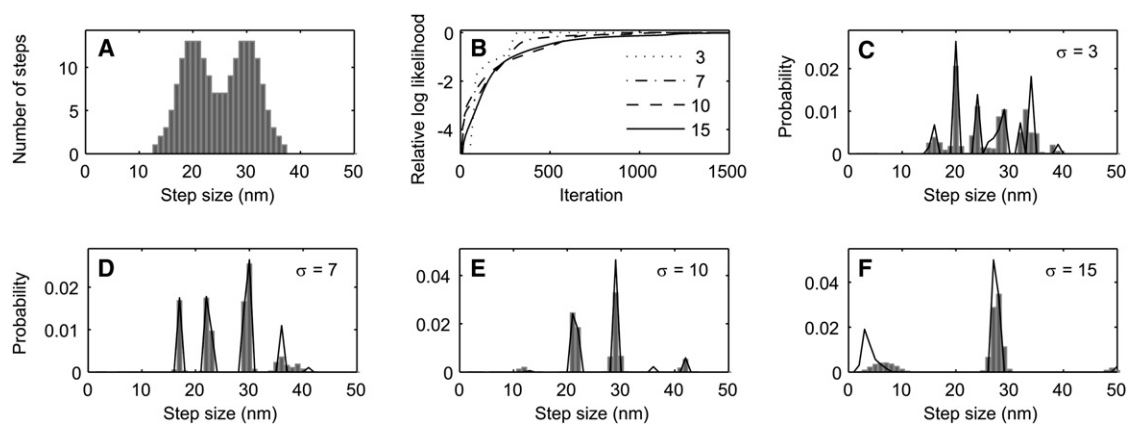 A
Number of steps
10
5
0
0 10 20 30 40 50
Step size (nm)
B
Relative log likelihood
0
-2
-4
3
7
10
15
500 1000 1500
Iteration
C
σ = 3
Probability
0.02
0.01
0
0 10 20 30 40 50
Step size (nm)
D
σ = 7
Probability
0.02
0.01
0
0 10 20 30 40 50
Step size (nm)
E
σ = 10
0.04
0.02
0
0 10 20 30 40 50
Step size (nm)
F
σ = 15
0.04
0.02
0
0 10 20 30 40 50
Step size (nm)